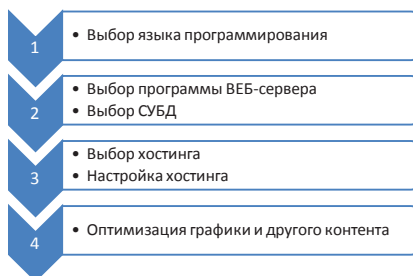 1
• Выбор языка программирования
2
• Выбор программы ВЕБ-сервера
• Выбор СУБД
3
• Выбор хостинга
• Настройка хостинга
4
• Оптимизация графики и другого контента